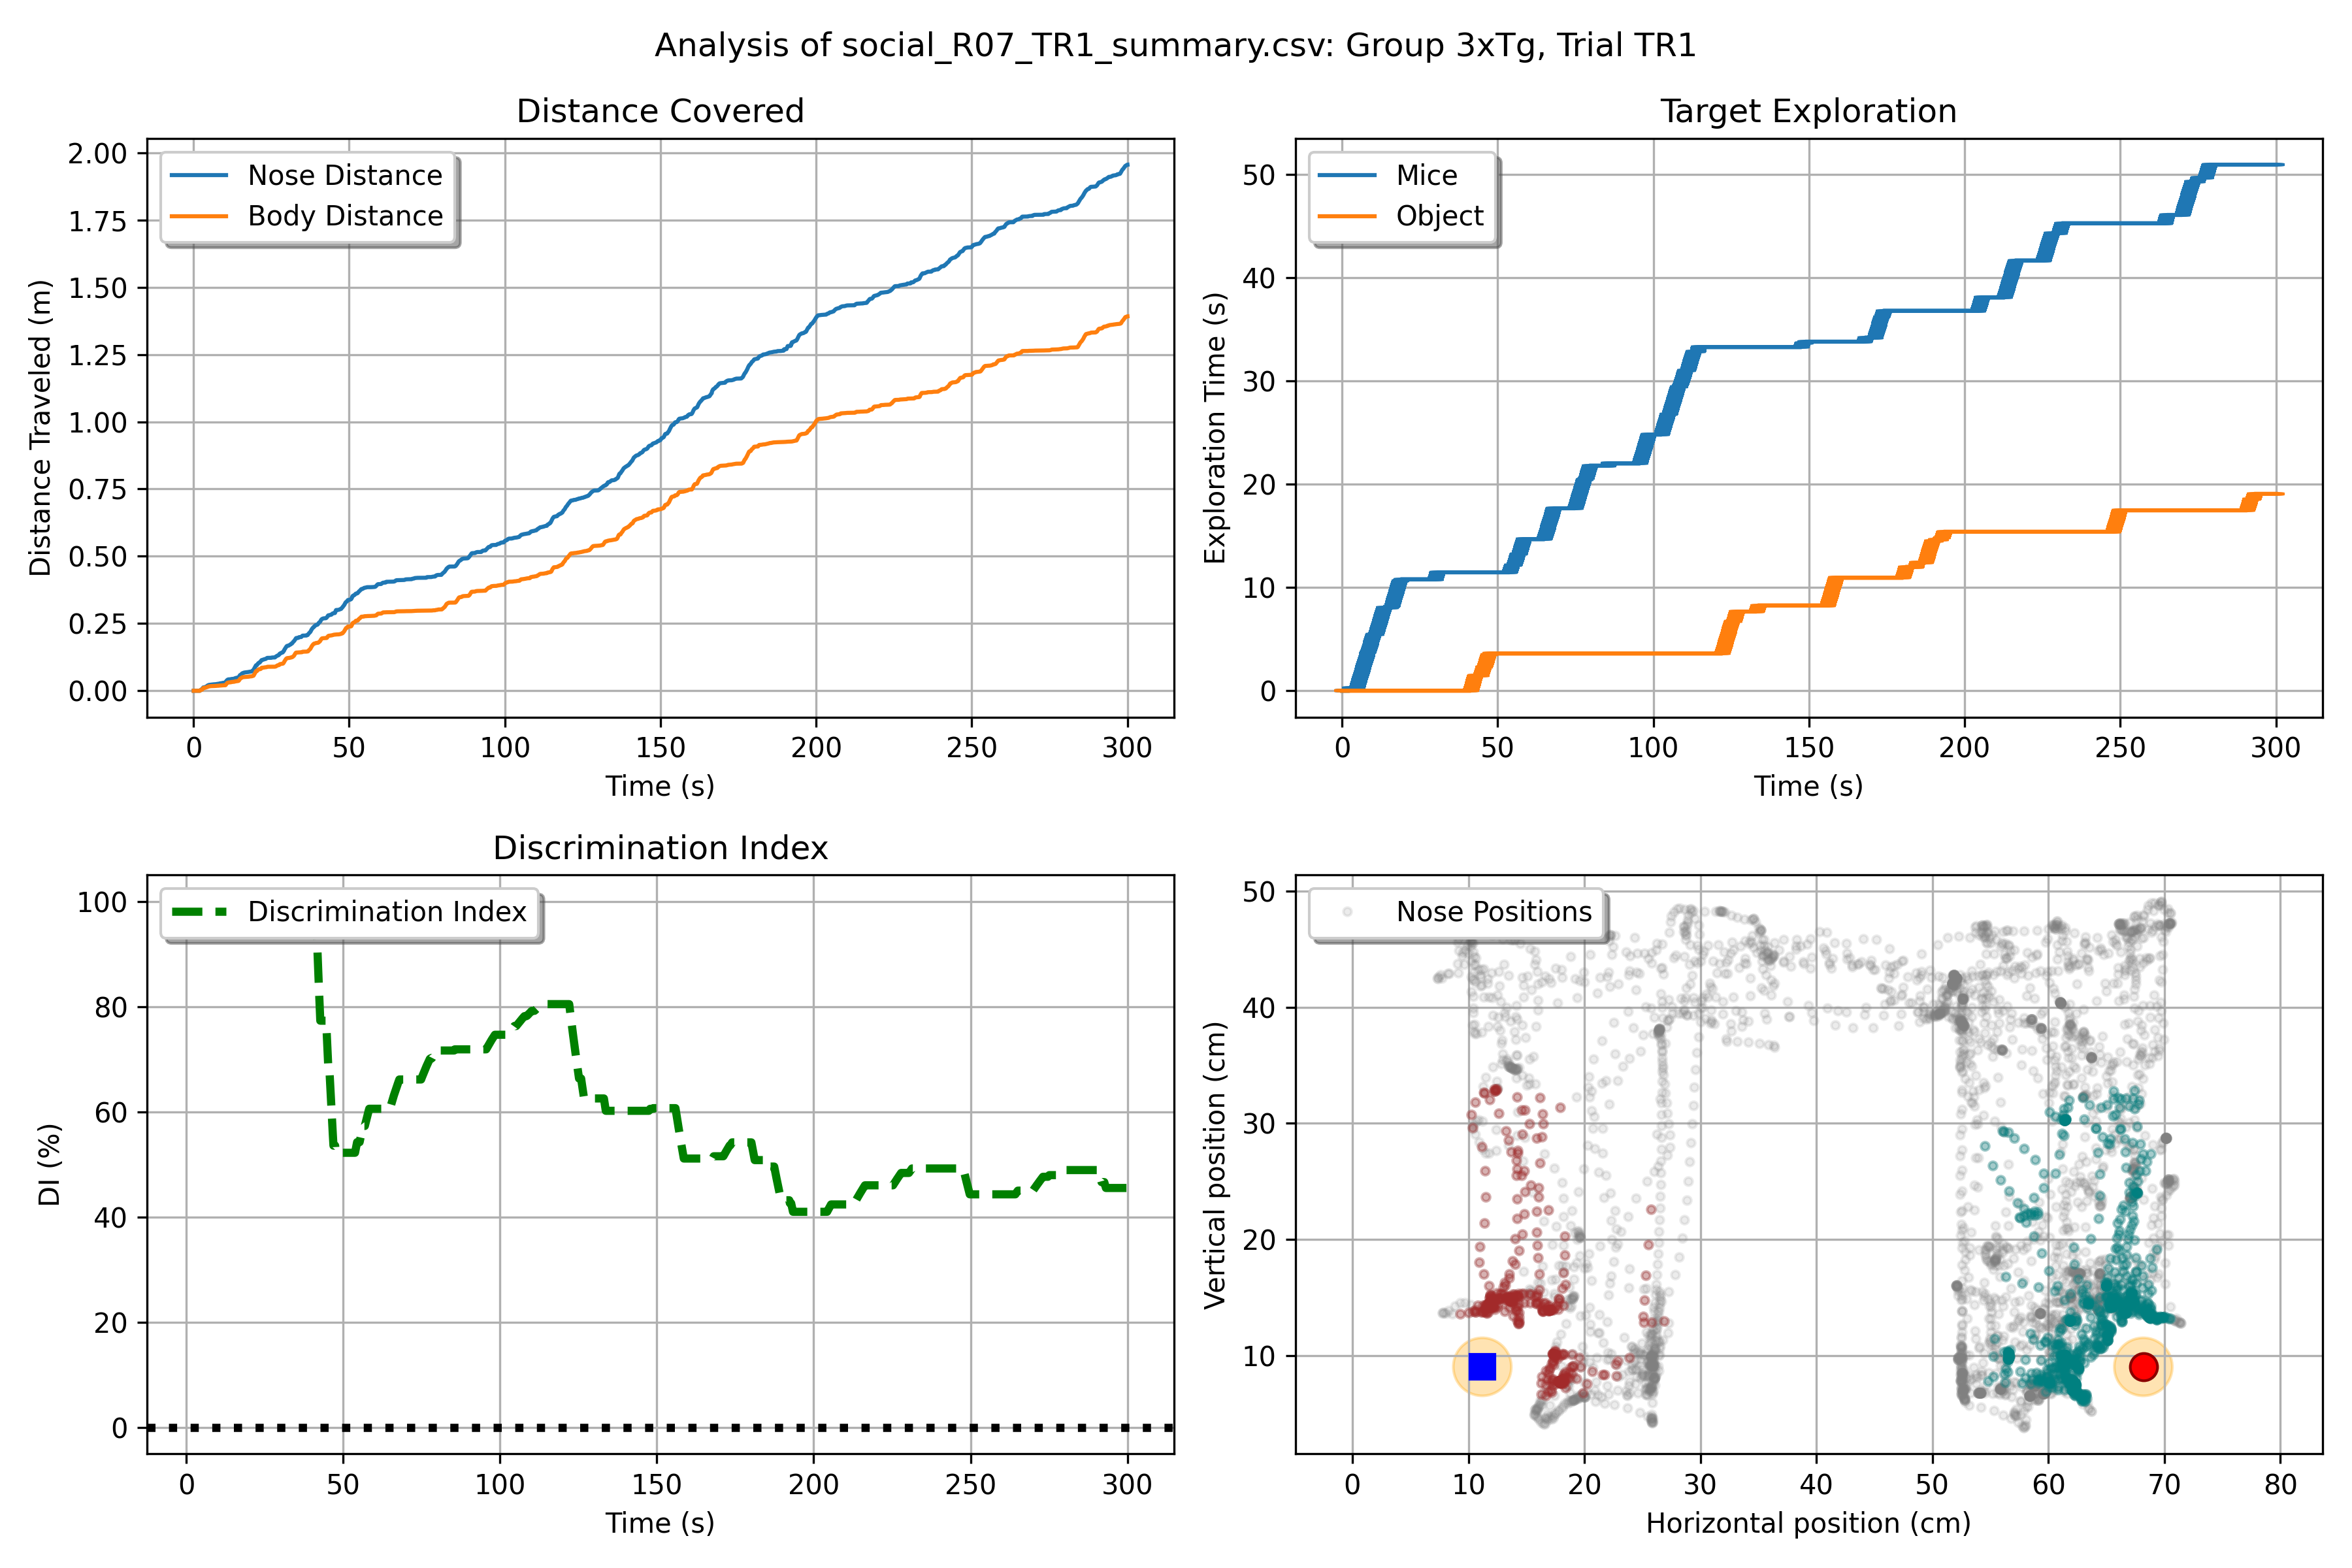 Analysis of social_R07_TR1_summary.csv: Group 3xTg, Trial TR1
Distance Covered
Nose Distance
Body Distance
2.00
1.75
1.50
1.25
1.00
0.75
0.50
0.25
0.00
Distance Traveled (m)
0 50 100 150 200 250 300
Time (s)
Target Exploration
Mice
Object
50
40
30
20
10
0
Exploration Time (s)
0 50 100 150 200 250 300
Time (s)
Discrimination Index
Discrimination Index
100
80
60
40
20
0
DI (%)
0 50 100 150 200 250 300
Time (s)
Nose Positions
50
40
30
20
10
Vertical position (cm)
0 10 20 30 40 50 60 70 80
Horizontal position (cm)